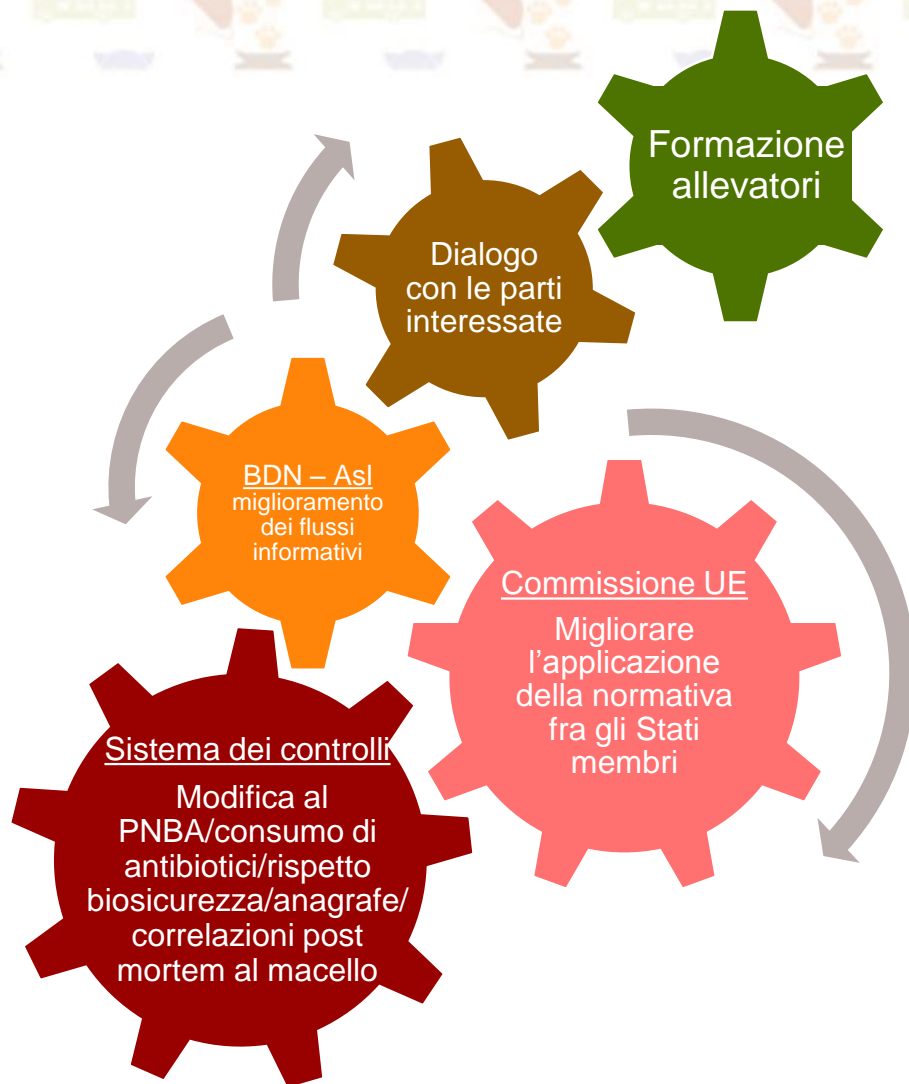 Formazione
allevatori
Dialogo
con le parti
interessate
BDN – Asl
miglioramento
dei flussi
informativi
Commissione UE
Migliorare
l’applicazione
della normativa
fra gli Stati
membri
Sistema dei controlli
Modifica al
PNBA/consumo di
antibiotici/rispetto
biosicurezza/anagrafe/
correlazioni post
mortem al macello